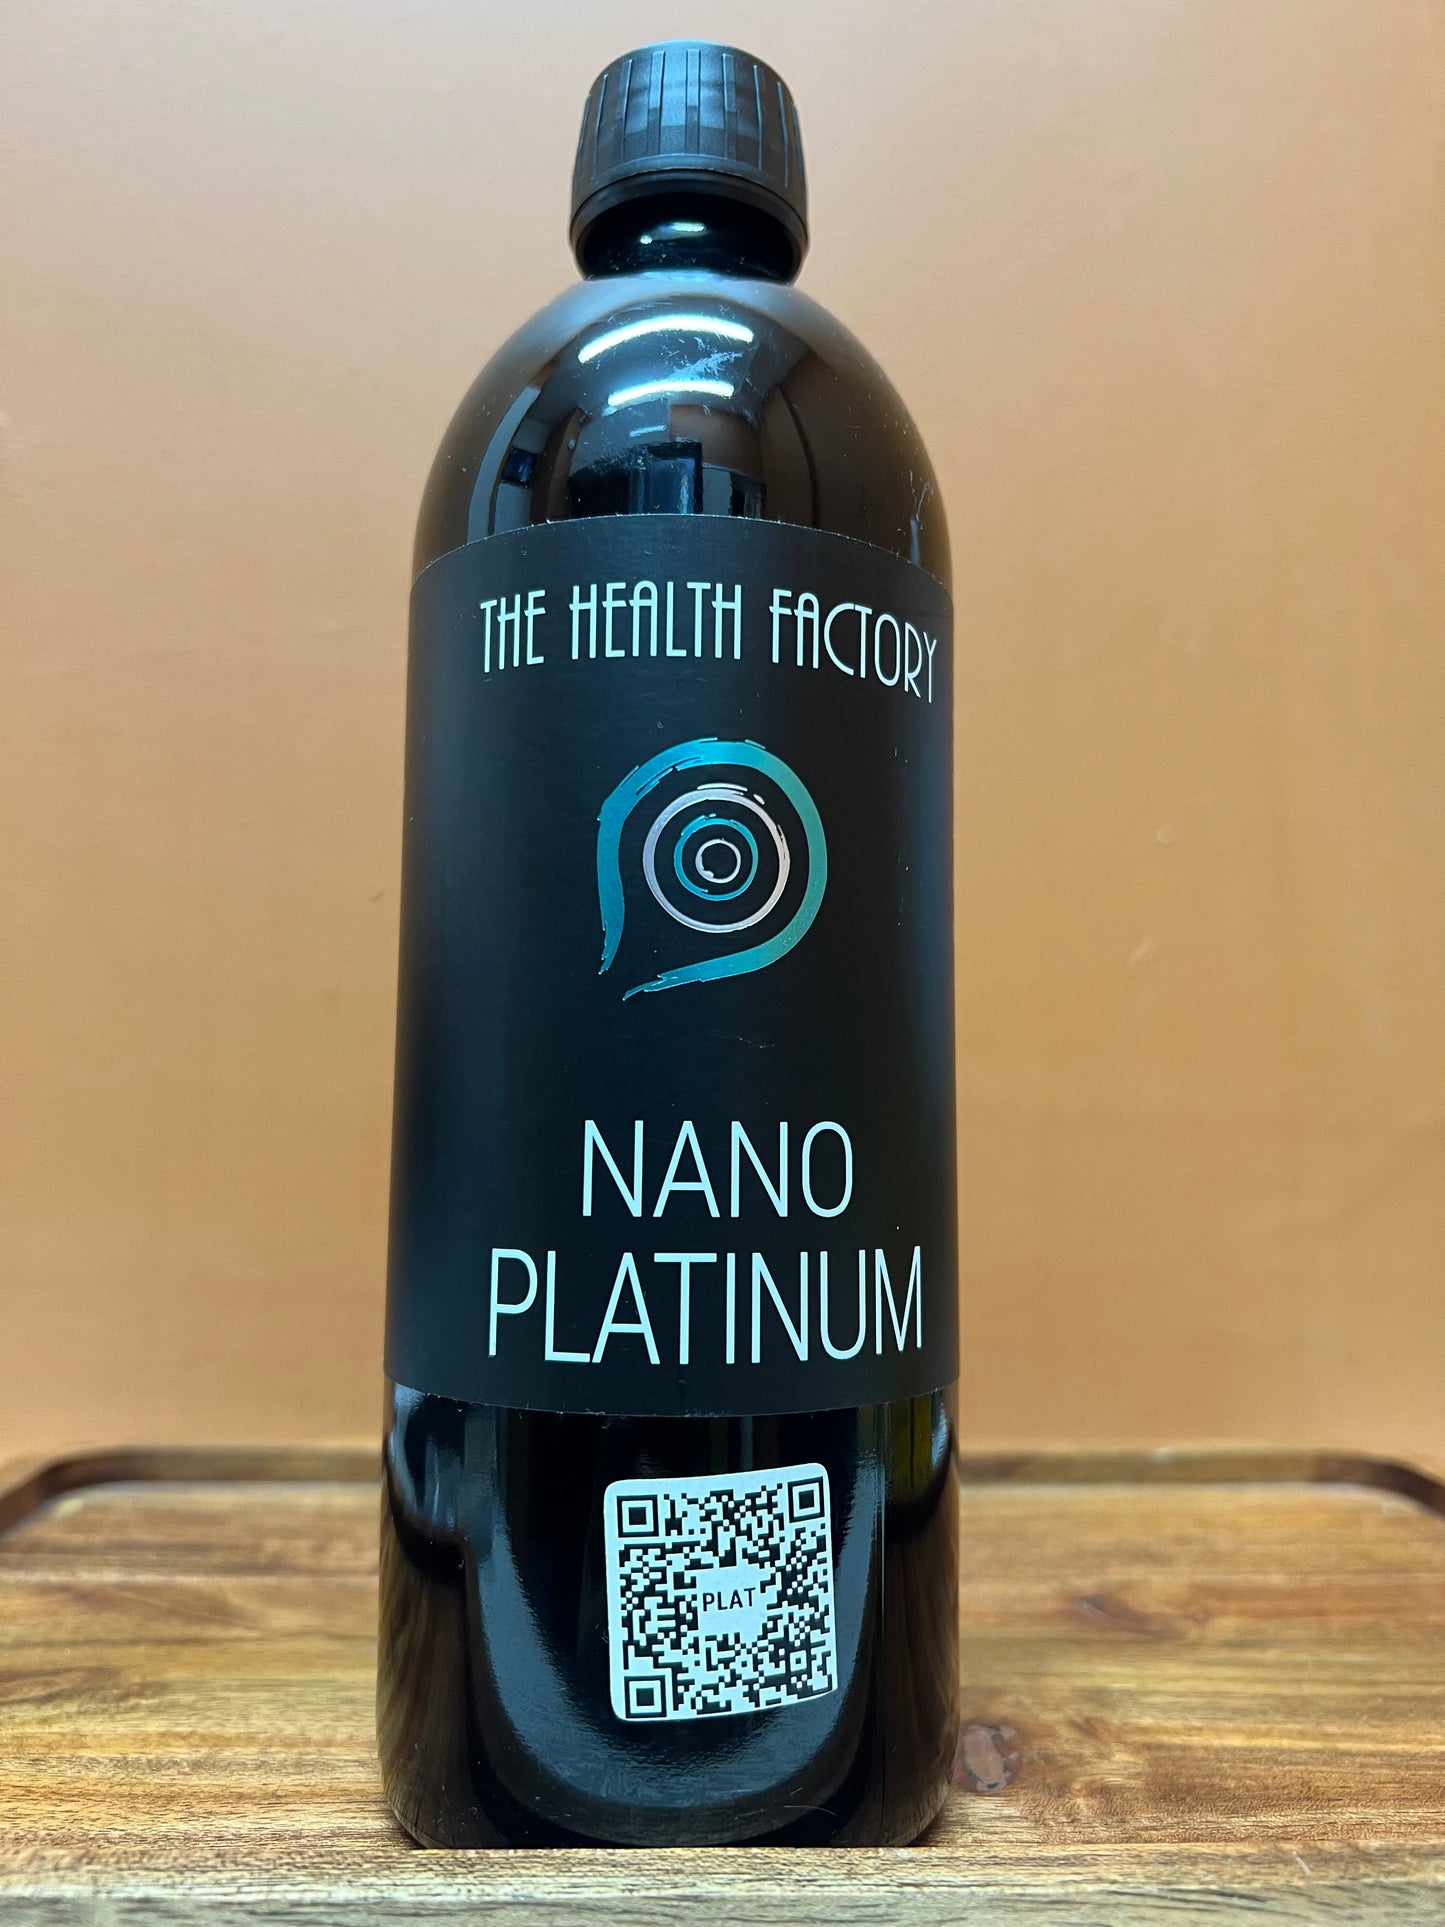 THE HEALTH FACTORY
NANO
PLATINUM
PLAT